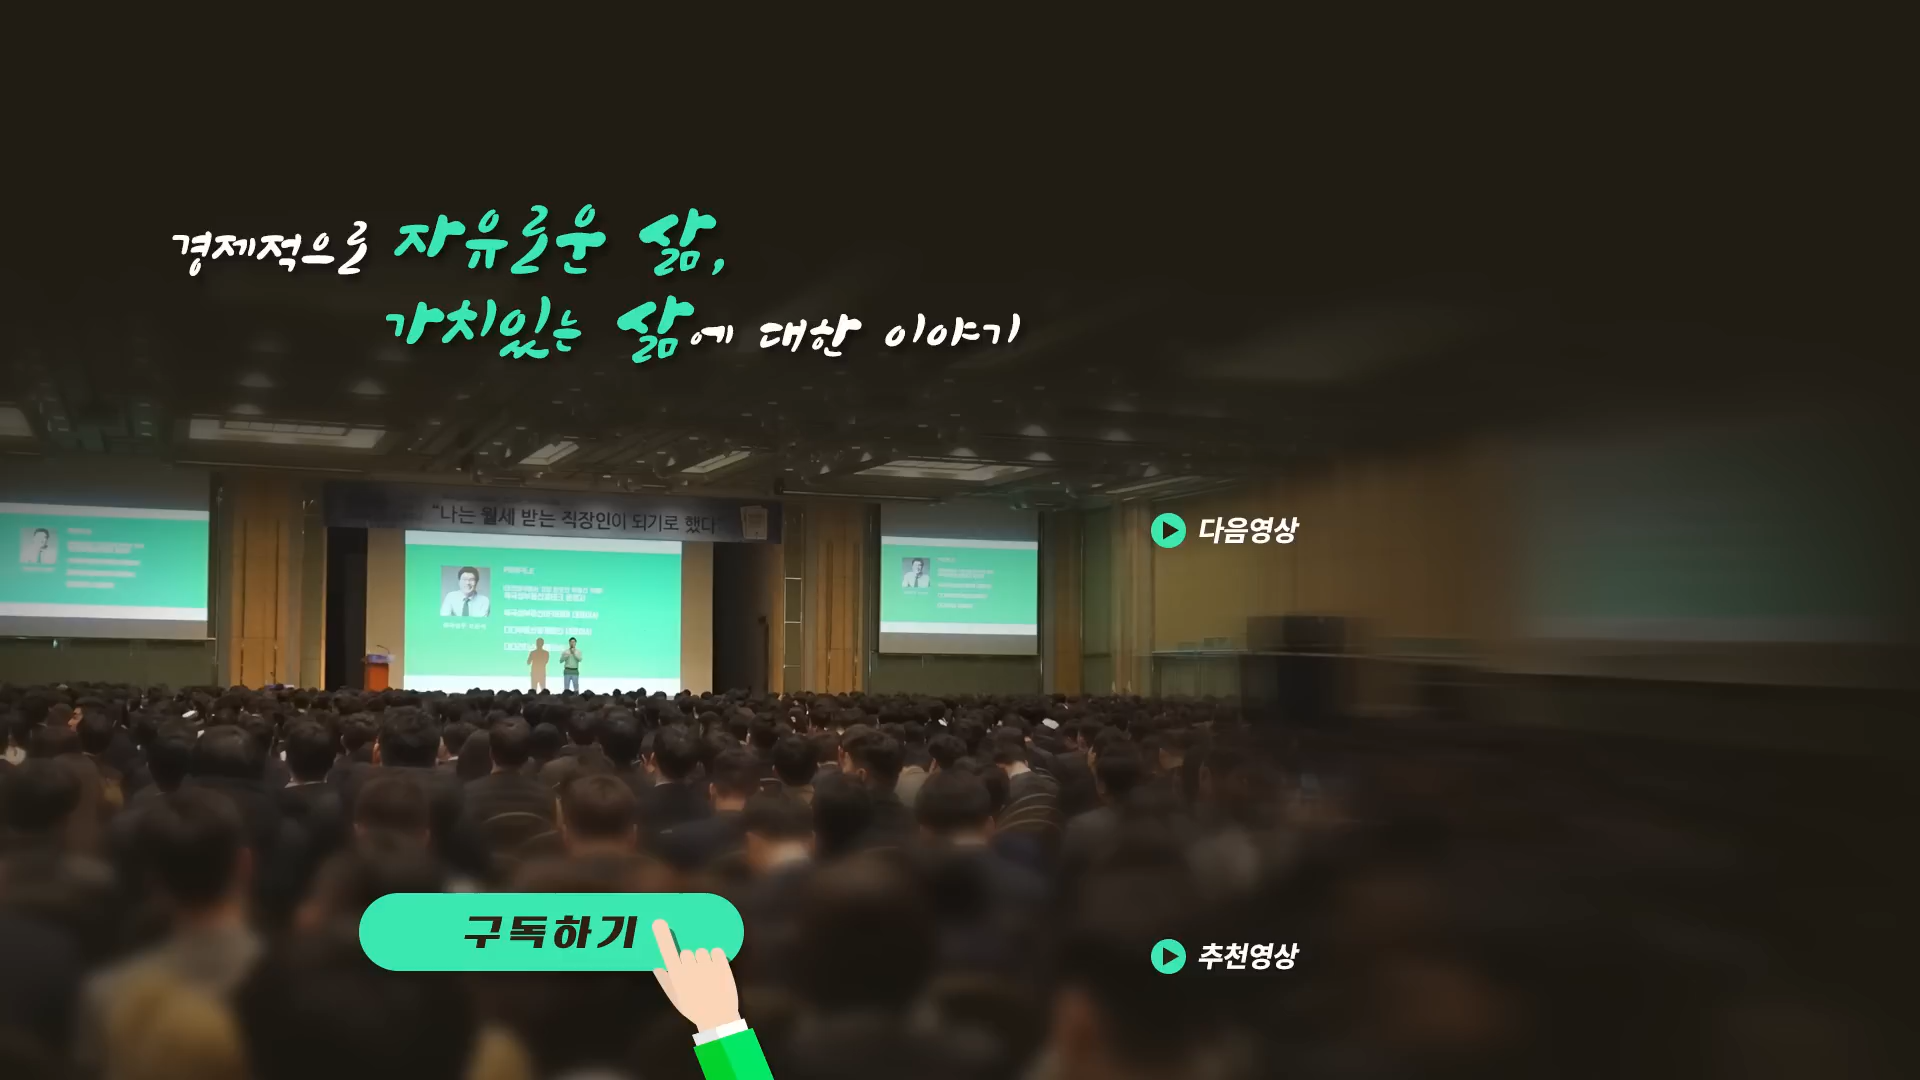 경제적으로 자유로운 삶,
가치있는 삶에 대한 이야기
"나는 월세 받는 직장인이 되기로 했다"
다음영상
구독하기
추천영상